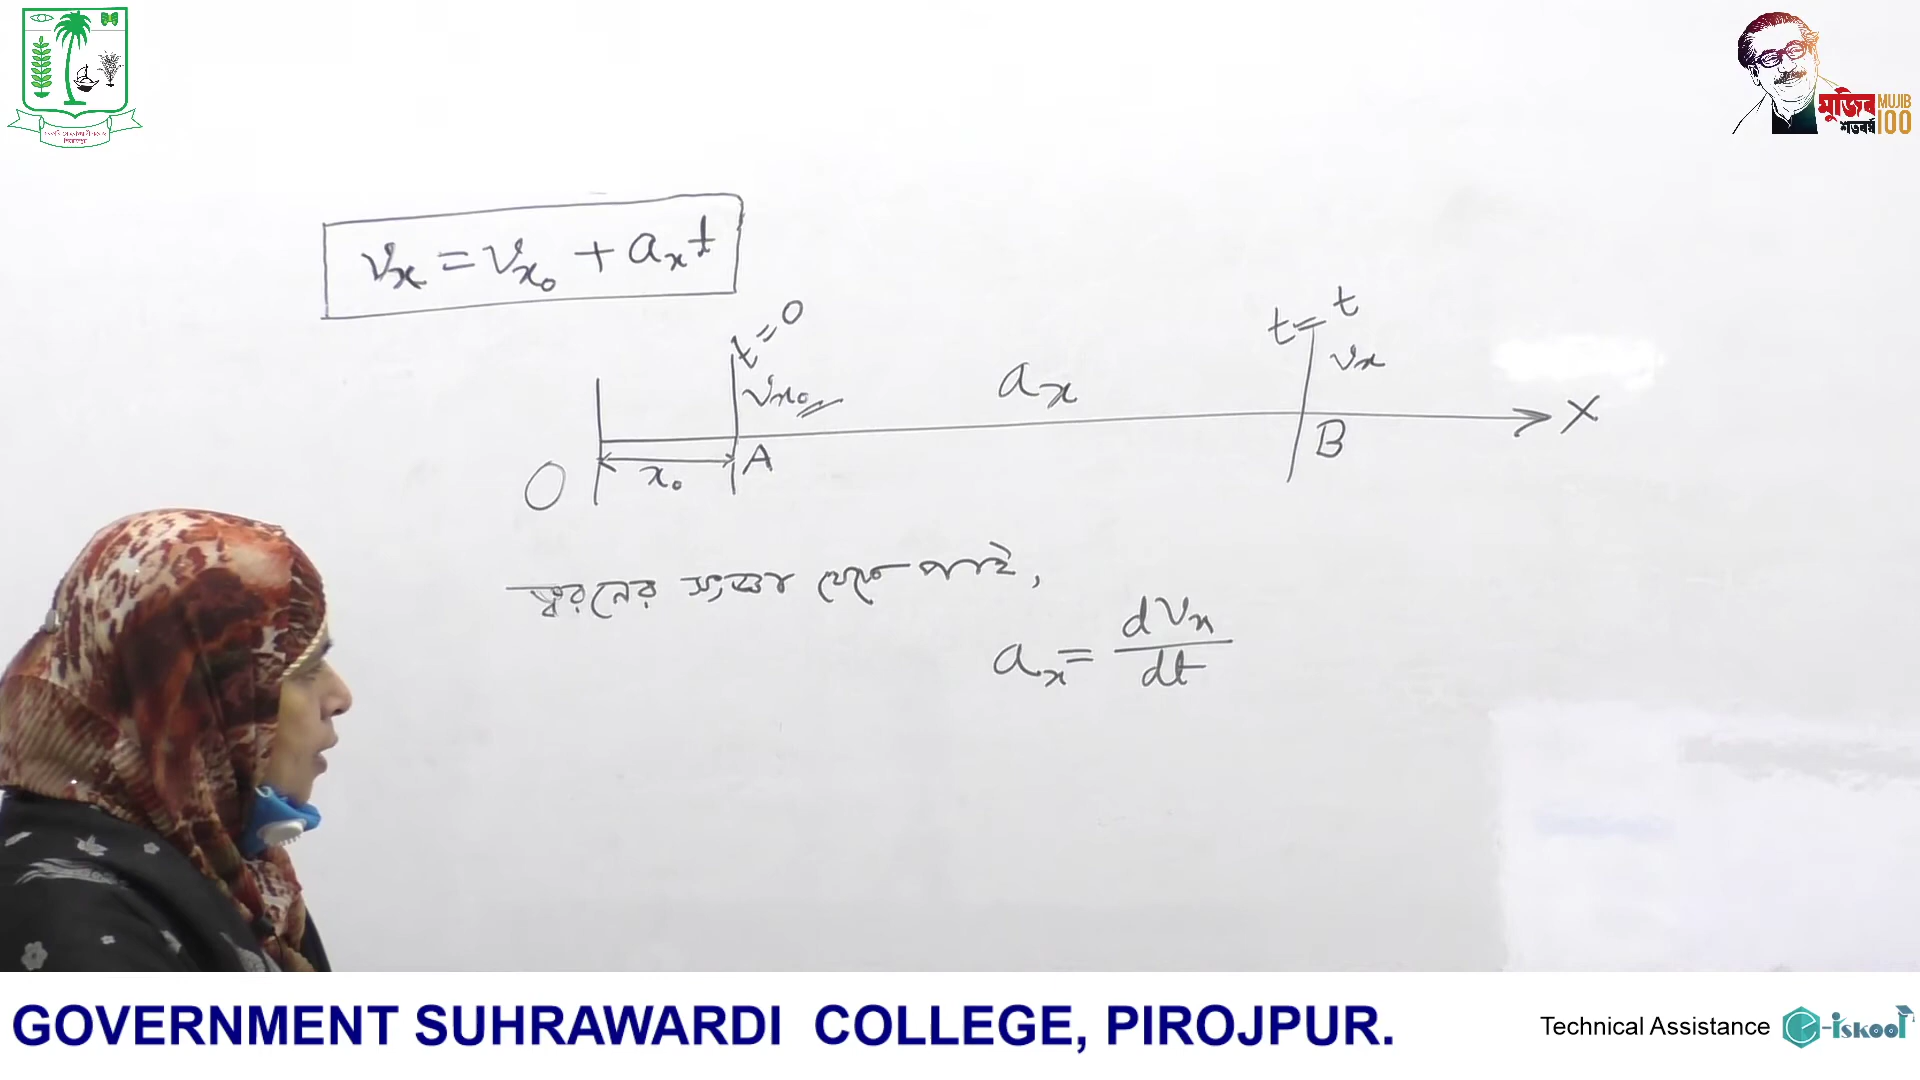 মুজিব MUJIB
শতবর্ষ 100
vₓ = vₓ₀ + aₓt
t = 0
t = t
vₓ₀
aₓ
vₓ
O
x₀
A
B
X
ত্বরনের সংজ্ঞা থেকে পাই,
aₓ = dvₓ/dt
GOVERNMENT SUHRAWARDI COLLEGE, PIROJPUR.
Technical Assistance e-iskool